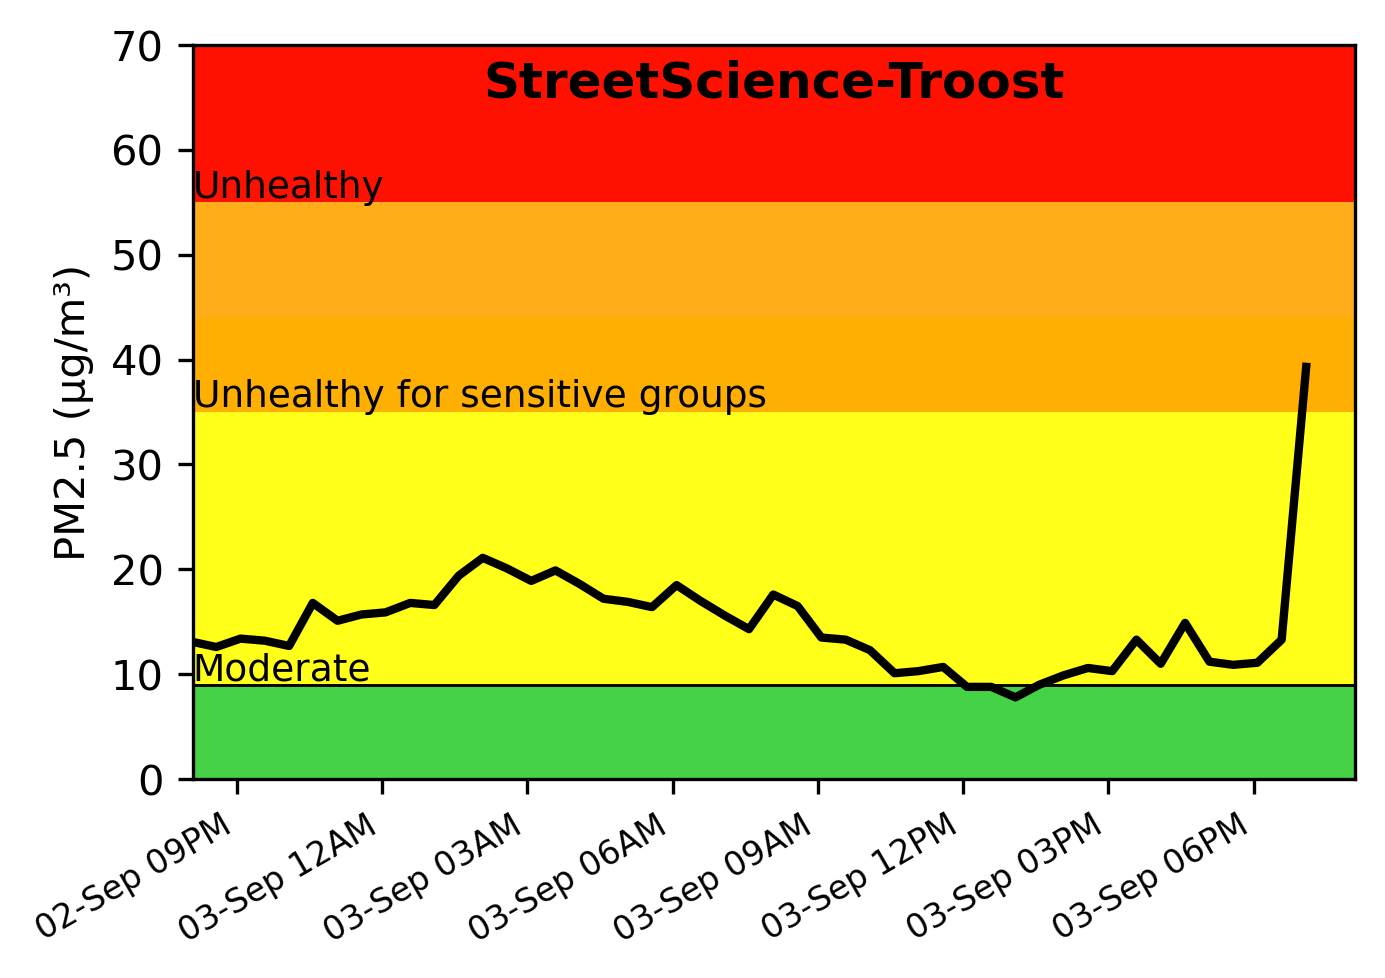 StreetScience-Troost
PM2.5 (µg/m³)
70
60
50
40
30
20
10
0
Unhealthy
Unhealthy for sensitive groups
Moderate
02-Sep 09PM
03-Sep 12AM
03-Sep 03AM
03-Sep 06AM
03-Sep 09AM
03-Sep 12PM
03-Sep 03PM
03-Sep 06PM